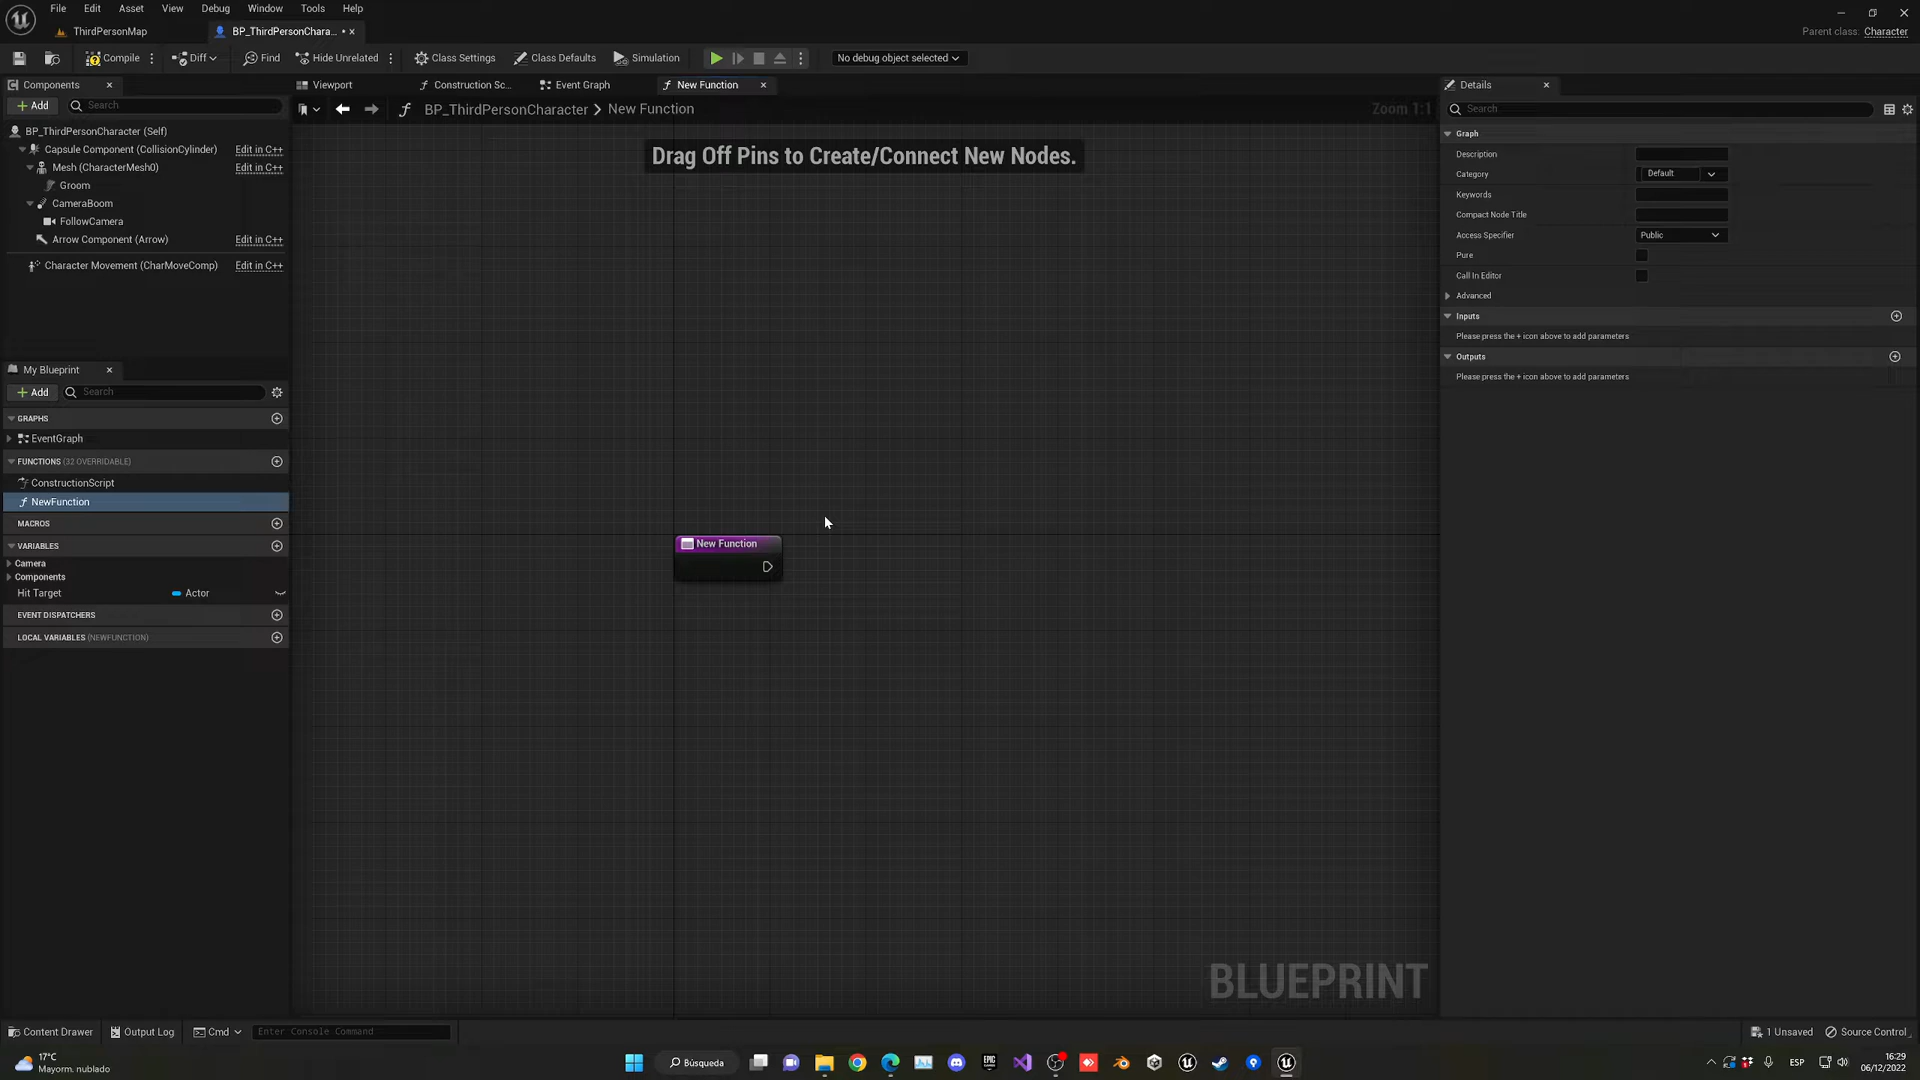 File Edit Asset View Debug Window Tools Help
ThirdPersonMap
BP_ThirdPersonChara...
Parent class: Character
Compile
Diff
Find
Hide Unrelated
Class Settings
Class Defaults
Simulation
No debug object selected
Components
Viewport
Construction Sc...
Event Graph
New Function
Details
Add
Search
BP_ThirdPersonCharacter > New Function
Zoom 1:1
Search
BP_ThirdPersonCharacter (Self)
Capsule Component (CollisionCylinder) Edit in C++
Mesh (CharacterMesh0) Edit in C++
Groom
CameraBoom
FollowCamera
Arrow Component (Arrow) Edit in C++
Character Movement (CharMoveComp) Edit in C++
Drag Off Pins to Create/Connect New Nodes.
Graph
Description
Category Default
Keywords
Compact Node Title
Access Specifier Public
Pure
Call In Editor
Advanced
Inputs
Please press the + icon above to add parameters
Outputs
Please press the + icon above to add parameters
My Blueprint
Add
Search
GRAPHS
EventGraph
FUNCTIONS (32 OVERRIDABLE)
ConstructionScript
NewFunction
MACROS
VARIABLES
Camera
Components
Hit Target Actor
EVENT DISPATCHERS
LOCAL VARIABLES (NEWFUNCTION)
New Function
BLUEPRINT
Content Drawer
Output Log
Cmd
Enter Console Command
1 Unsaved
Source Control
17°C
Mayorm. nublado
Búsqueda
EPIC
ESP
16:29
06/12/2022